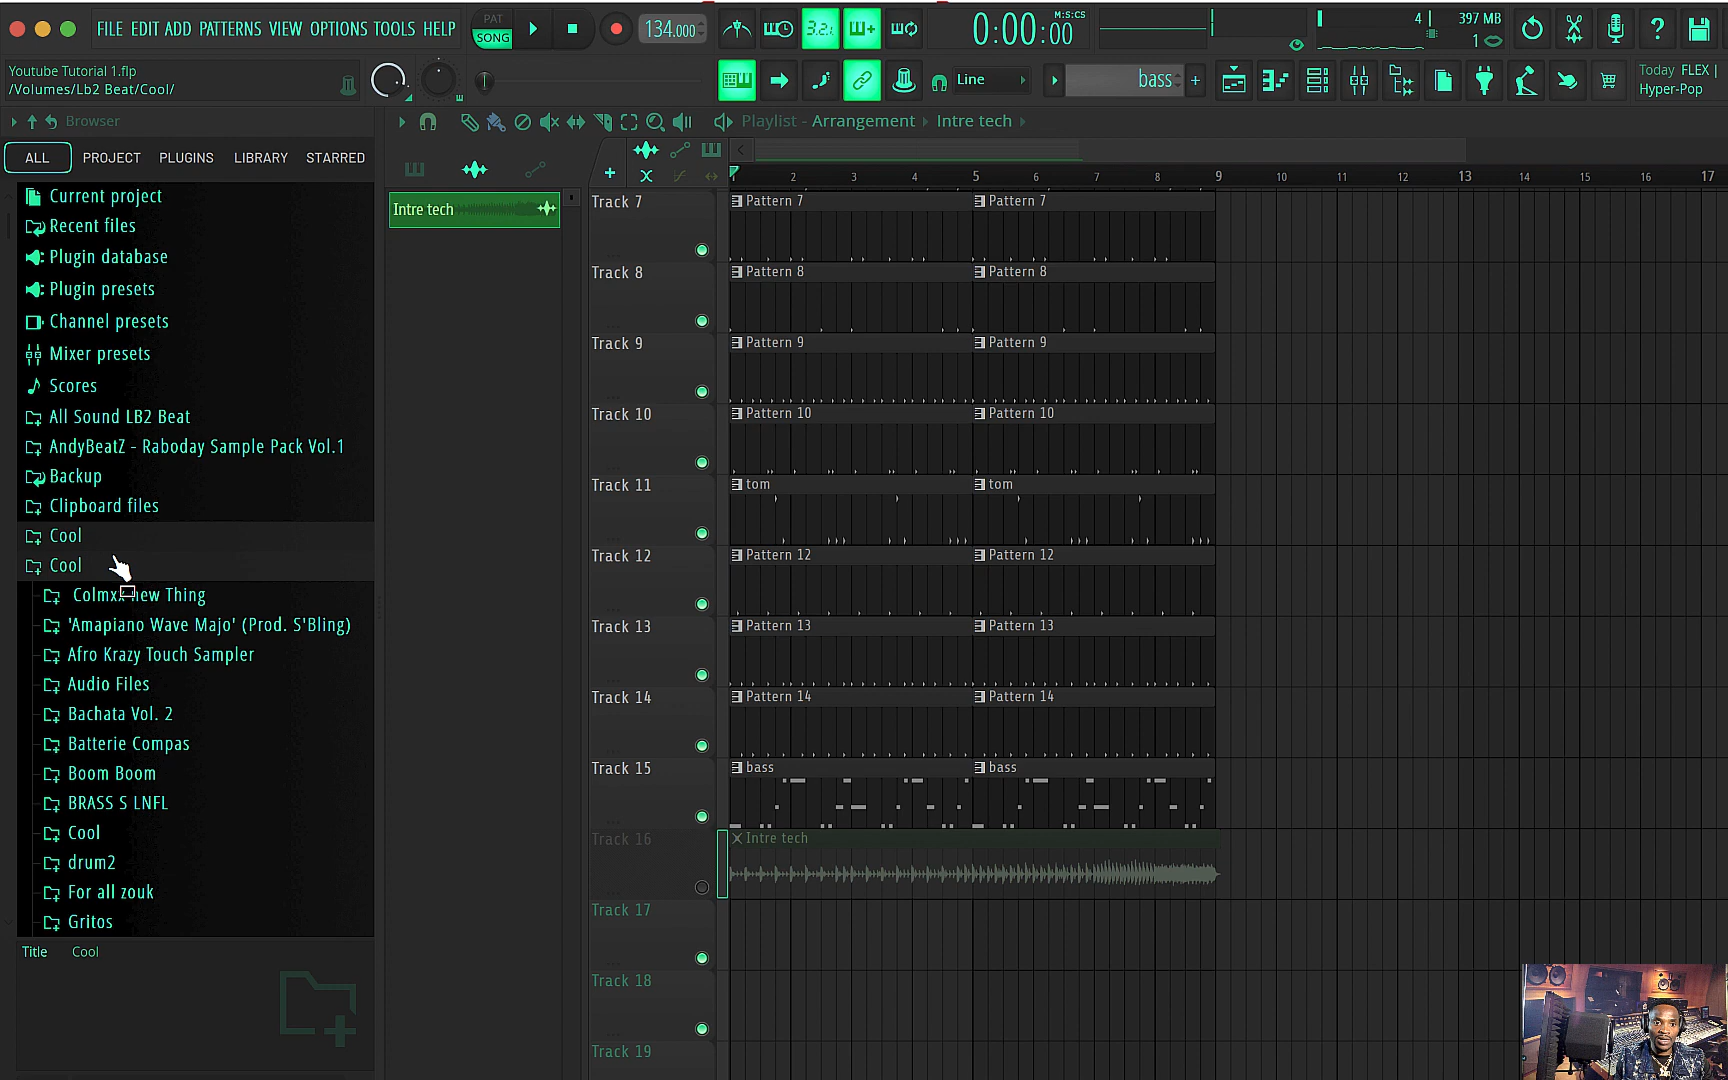 FILE EDIT ADD PATTERNS VIEW OPTIONS TOOLS HELP
PAT
SONG
134.000
3.2.1
0:00:00
M:S:CS
4
397 MB
1
Youtube Tutorial 1.flp
/Volumes/Lb2 Beat/Cool/
Line
bass
Today FLEX |
Hyper-Pop
Browser
Playlist - Arrangement Intre tech
ALL PROJECT PLUGINS LIBRARY STARRED
Current project
Recent files
Plugin database
Plugin presets
Channel presets
Mixer presets
Scores
All Sound LB2 Beat
AndyBeatZ - Raboday Sample Pack Vol.1
Backup
Clipboard files
Cool
Cool
Colmxx new Thing
'Amapiano Wave Majo' (Prod. S'Bling)
Afro Krazy Touch Sampler
Audio Files
Bachata Vol. 2
Batterie Compas
Boom Boom
BRASS S LNFL
Cool
drum2
For all zouk
Gritos
Title Cool
Intre tech
1 2 3 4 5 6 7 8 9 10 11 12 13 14 15 16 17
Track 7 Pattern 7 Pattern 7
Track 8 Pattern 8 Pattern 8
Track 9 Pattern 9 Pattern 9
Track 10 Pattern 10 Pattern 10
Track 11 tom tom
Track 12 Pattern 12 Pattern 12
Track 13 Pattern 13 Pattern 13
Track 14 Pattern 14 Pattern 14
Track 15 bass bass
Track 16 Intre tech
Track 17
Track 18
Track 19